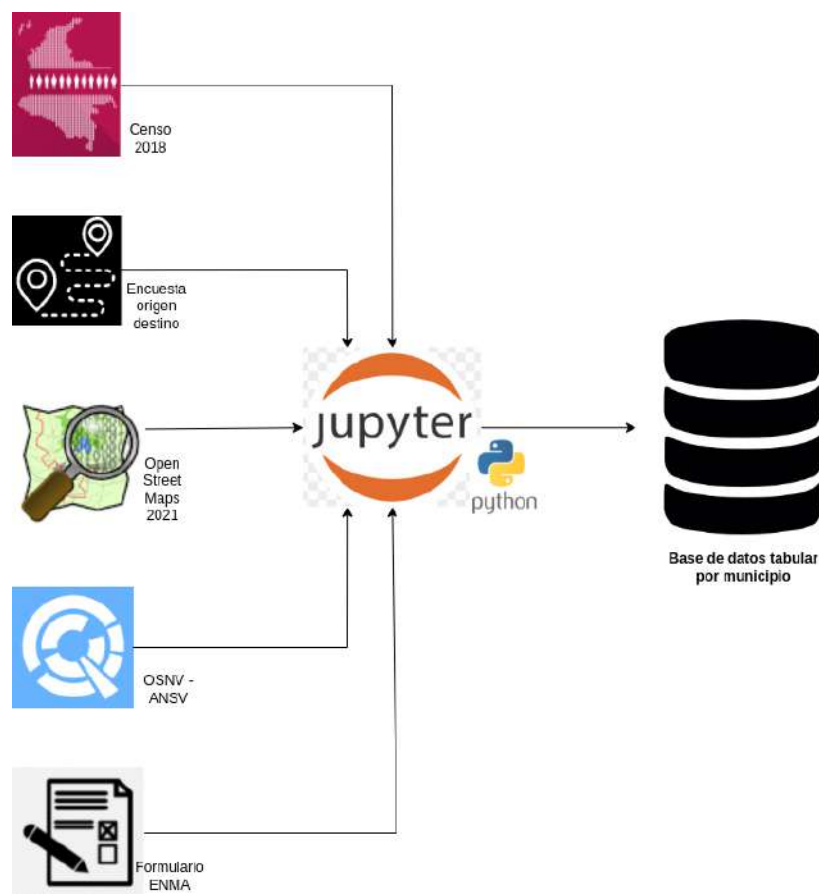 Censo
2018
Encuesta
origen
destino
jupyter
python
Open
Street
Maps
2021
Base de datos tabular
por municipio
OSNV -
ANSV
Formulario
ENMA